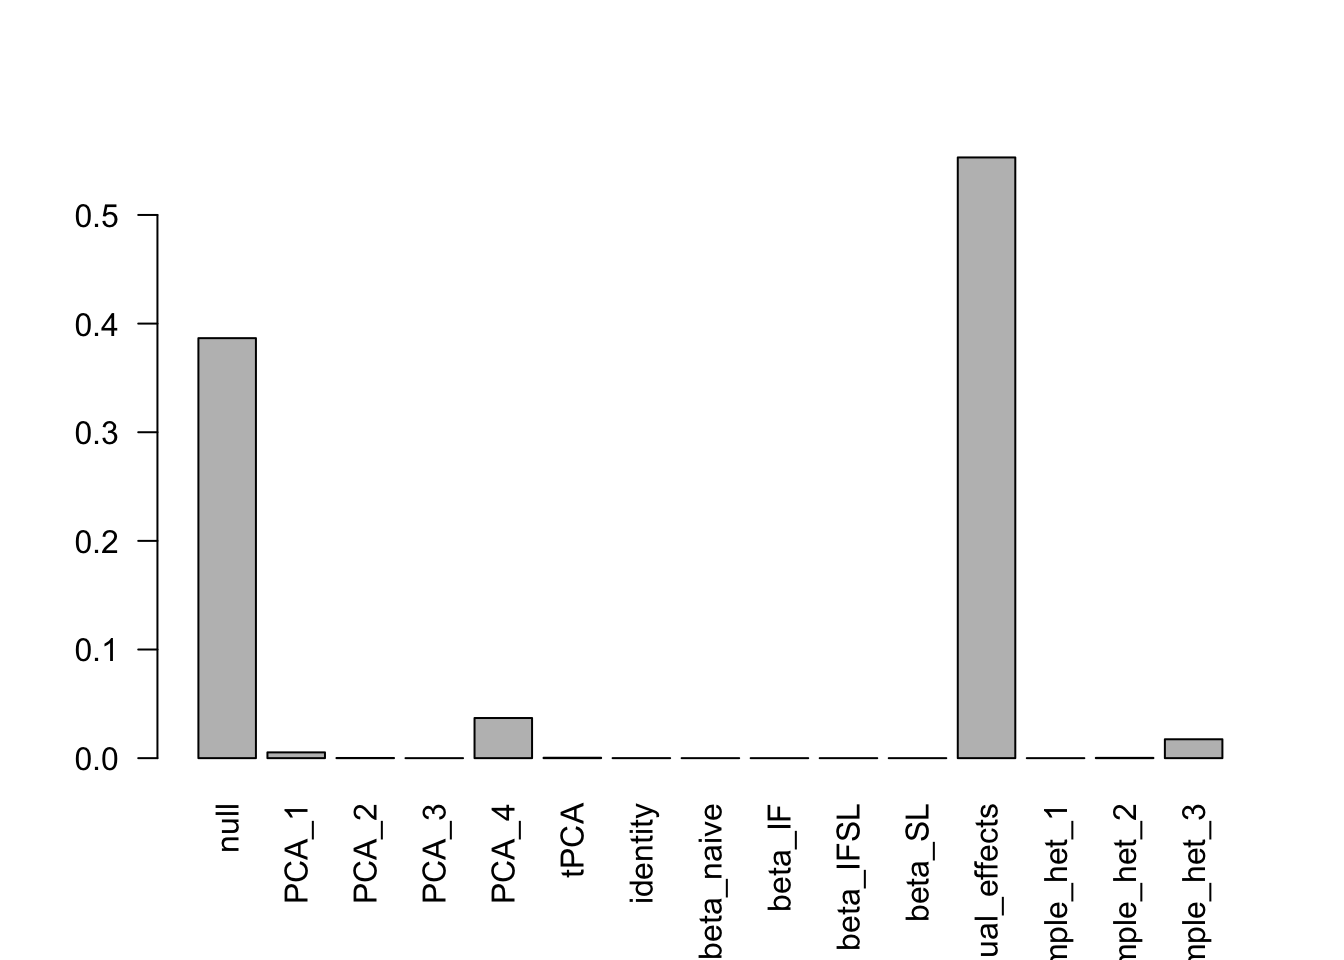 0.5
0.4
0.3
0.2
0.1
0.0
null
PCA_1
PCA_2
PCA_3
PCA_4
tPCA
identity
beta_naive
beta_IF
beta_IFSL
beta_SL
ual_effects
mple_het_1
mple_het_2
mple_het_3